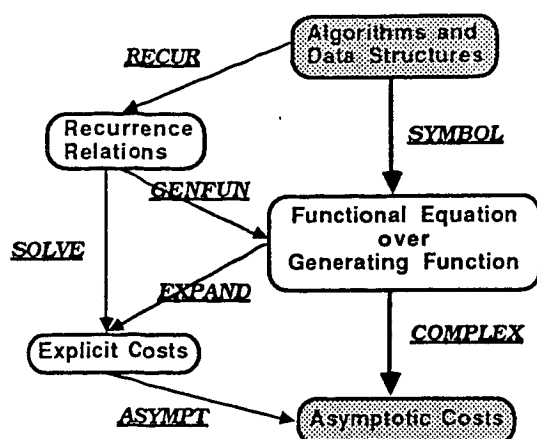 Algorithms and
Data Structures
RECUR
Recurrence
Relations
SYMBOL
GENFUN
Functional Equation
over
Generating Function
SOLVE
EXPAND
Explicit Costs
COMPLEX
ASYMPT
Asymptotic Costs